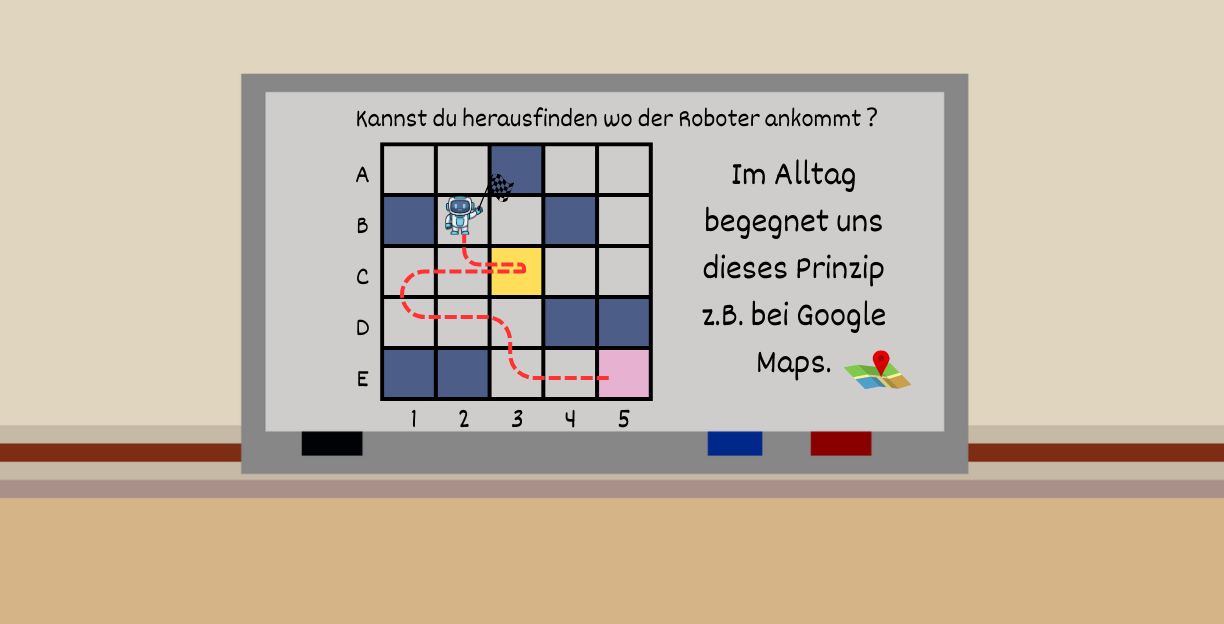 Kannst du herausfinden wo der Roboter ankommt ?
A
B
C
D
E
1 2 3 4 5
Im Alltag
begegnet uns
dieses Prinzip
z.B. bei Google
Maps.